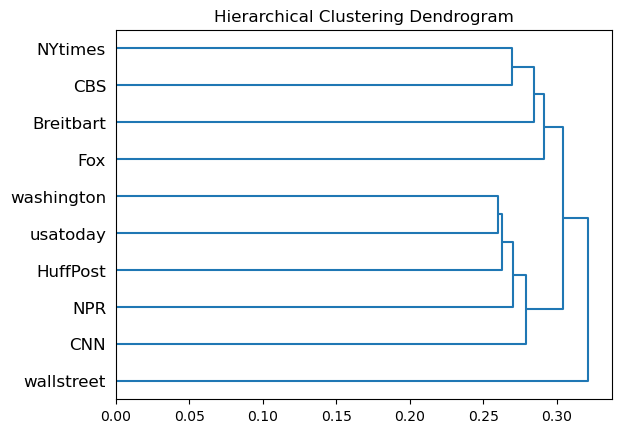 Hierarchical Clustering Dendrogram
NYtimes
CBS
Breitbart
Fox
washington
usatoday
HuffPost
NPR
CNN
wallstreet
0.00 0.05 0.10 0.15 0.20 0.25 0.30